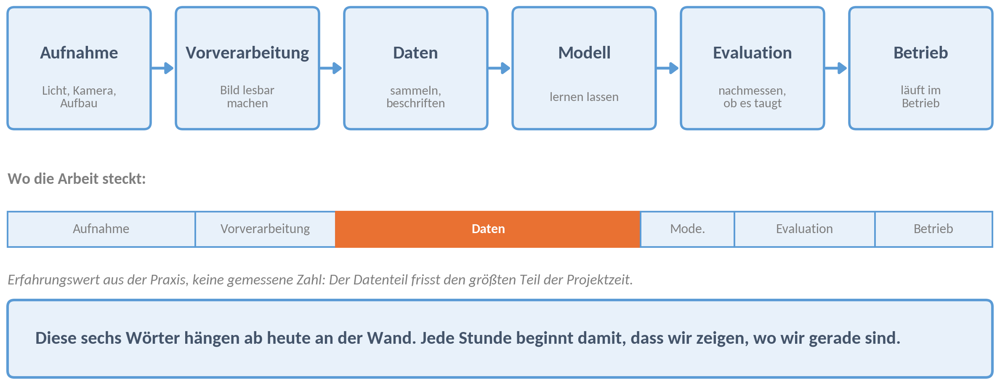 Aufnahme
Licht, Kamera,
Aufbau
Vorverarbeitung
Bild lesbar
machen
Daten
sammeln,
beschriften
Modell
lernen lassen
Evaluation
nachmessen,
ob es taugt
Betrieb
läuft im
Betrieb
Wo die Arbeit steckt:
Aufnahme
Vorverarbeitung
Daten
Mode.
Evaluation
Betrieb
Erfahrungswert aus der Praxis, keine gemessene Zahl: Der Datenteil frisst den größten Teil der Projektzeit.
Diese sechs Wörter hängen ab heute an der Wand. Jede Stunde beginnt damit, dass wir zeigen, wo wir gerade sind.